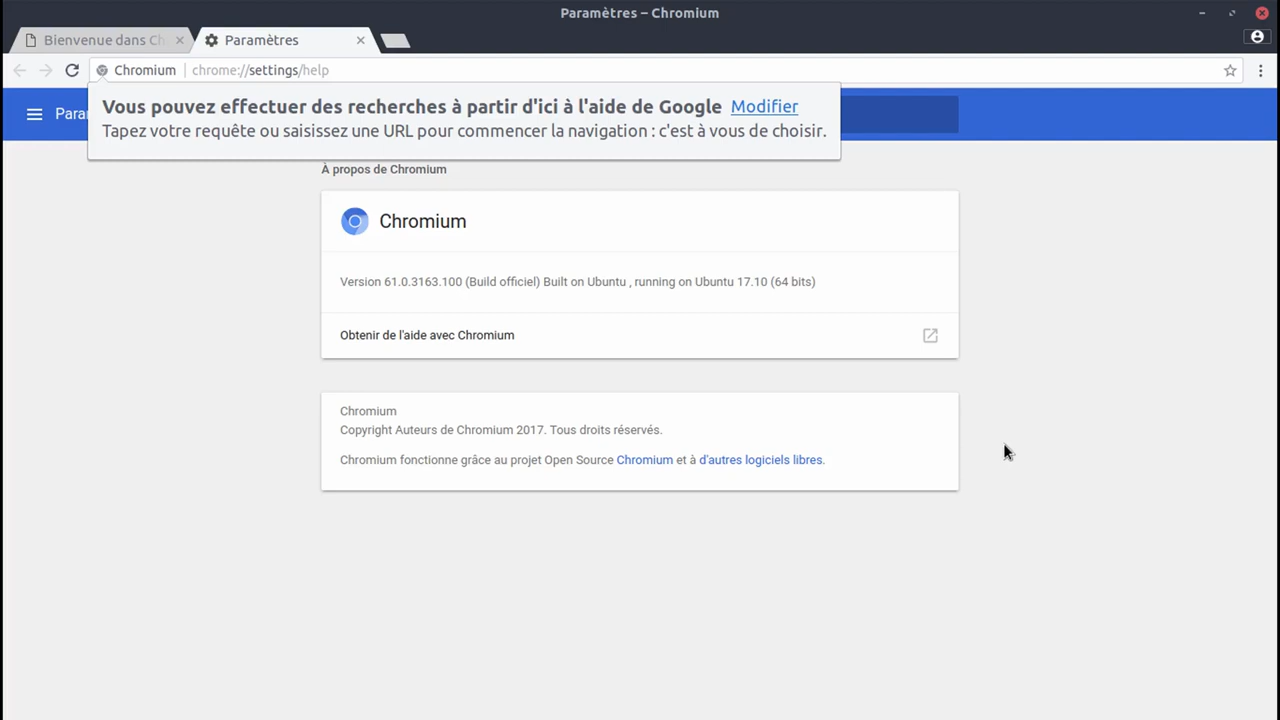 Paramètres – Chromium
Bienvenue dans Ch
Paramètres
Chromium
chrome://settings/help
Para
Vous pouvez effectuer des recherches à partir d'ici à l'aide de Google Modifier
Tapez votre requête ou saisissez une URL pour commencer la navigation : c'est à vous de choisir.
À propos de Chromium
Chromium
Version 61.0.3163.100 (Build officiel) Built on Ubuntu , running on Ubuntu 17.10 (64 bits)
Obtenir de l'aide avec Chromium
Chromium
Copyright Auteurs de Chromium 2017. Tous droits réservés.
Chromium fonctionne grâce au projet Open Source Chromium et à d'autres logiciels libres.